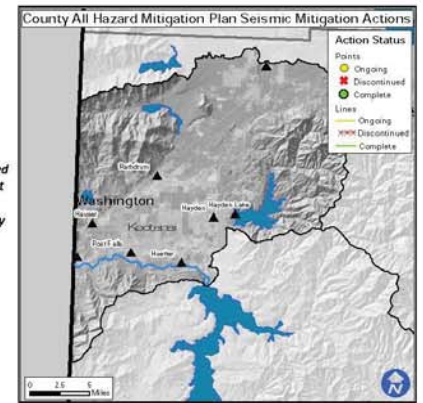 County All Hazard Mitigation Plan Seismic Mitigation Actions
Action Status
Points
Ongoing
Discontinued
Complete
Lines
Ongoing
Discontinued
Complete
Rathdrum
Washington
Hauser
Hayden
Hayden Lake
Kootenai
Post Falls
Huetter
0 2.5 5
Miles
N